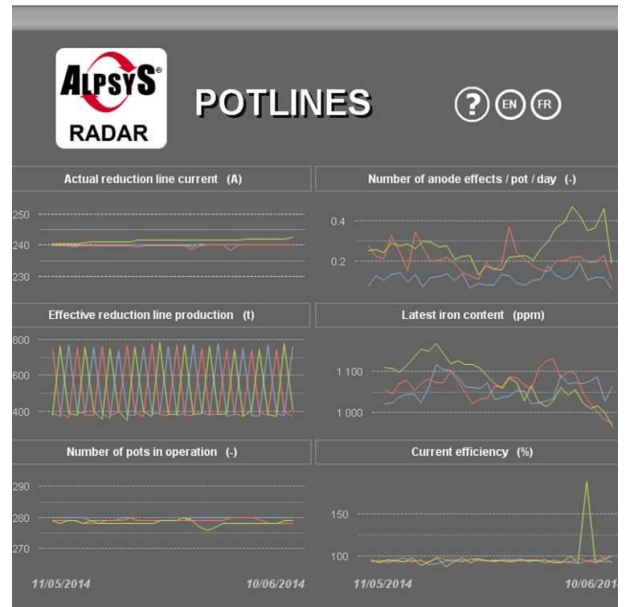 ALPSYS®
RADAR
POTLINES
? EN FR
Actual reduction line current (A)
250
240
230
Number of anode effects / pot / day (-)
0.4
0.2
Effective reduction line production (t)
800
600
400
Latest iron content (ppm)
1 100
1 000
Number of pots in operation (-)
290
280
270
11/05/2014 10/06/2014
Current efficiency (%)
150
100
11/05/2014 10/06/2014